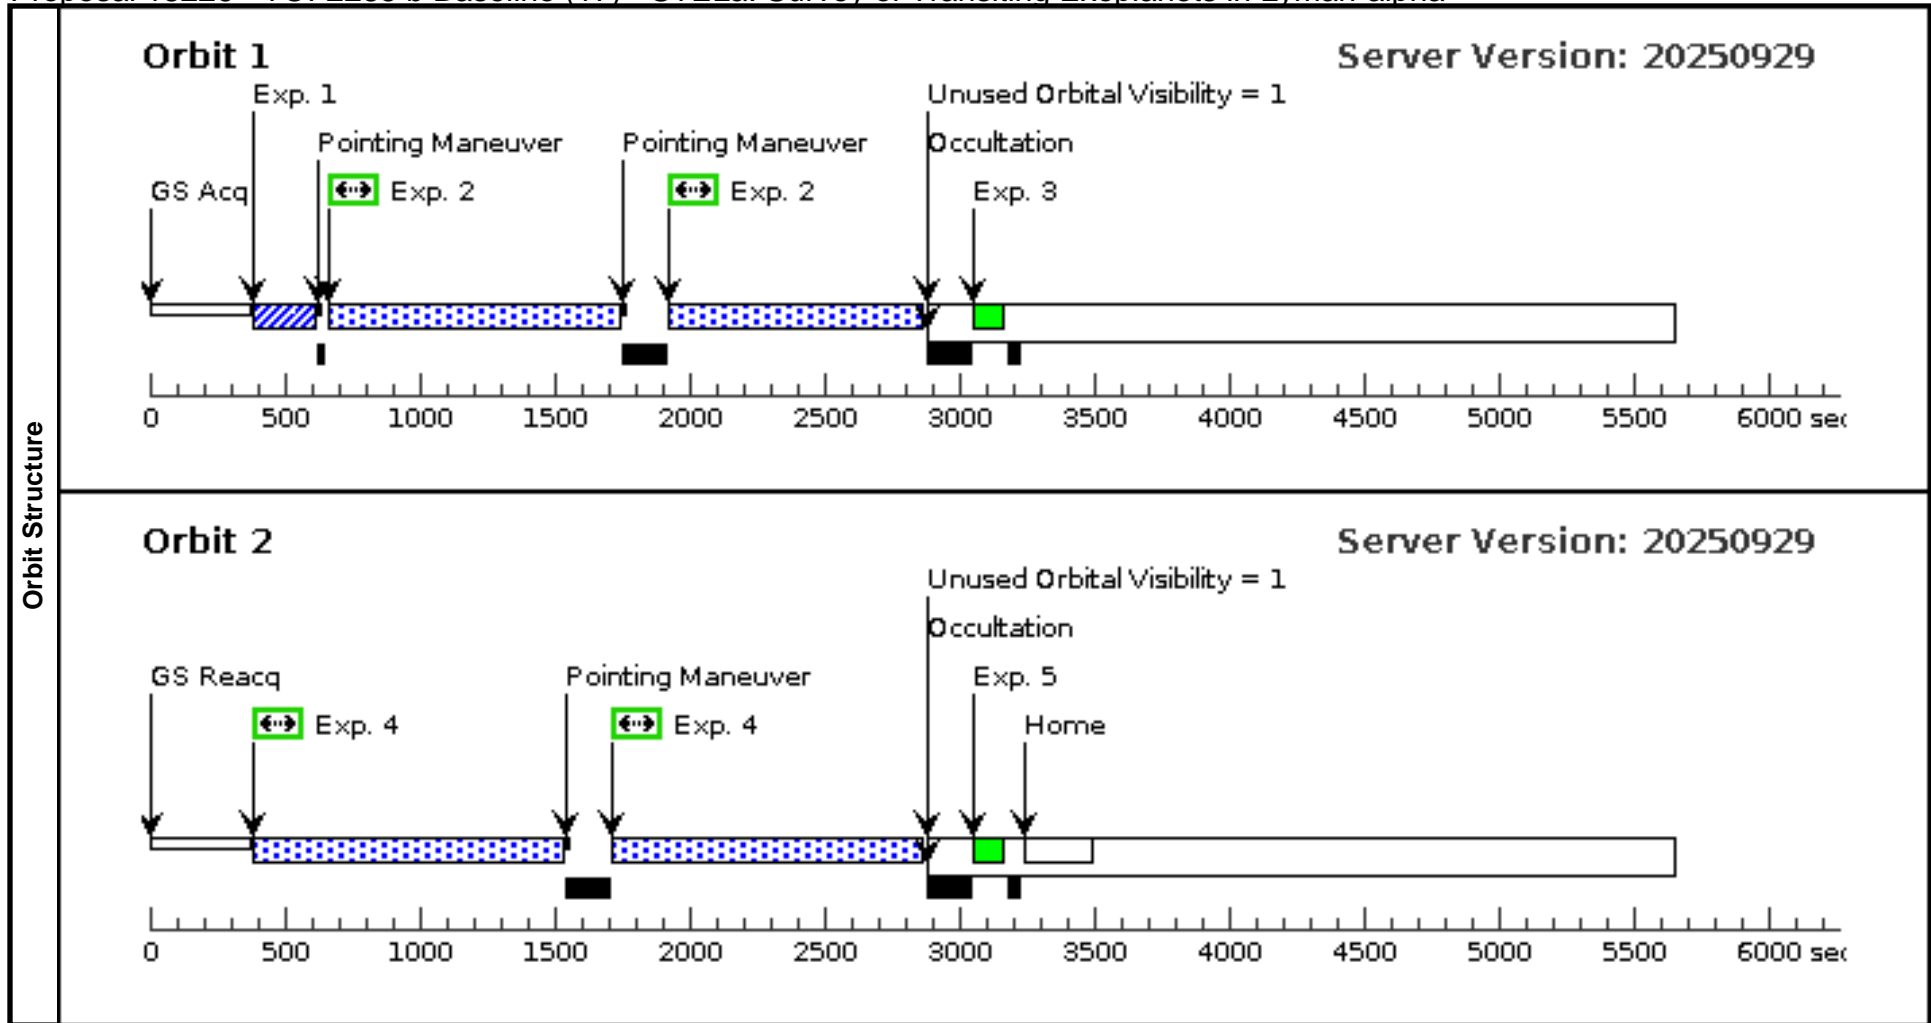 Orbit Structure
Orbit 1
Server Version: 20250929
Exp. 1
Unused Orbital Visibility = 1
Pointing Maneuver
Pointing Maneuver
Occultation
GS Acq
Exp. 2
Exp. 2
Exp. 3
0 500 1000 1500 2000 2500 3000 3500 4000 4500 5000 5500 6000 sec
Orbit 2
Server Version: 20250929
Unused Orbital Visibility = 1
Occultation
GS Reacq
Pointing Maneuver
Exp. 5
Exp. 4
Exp. 4
Home
0 500 1000 1500 2000 2500 3000 3500 4000 4500 5000 5500 6000 sec